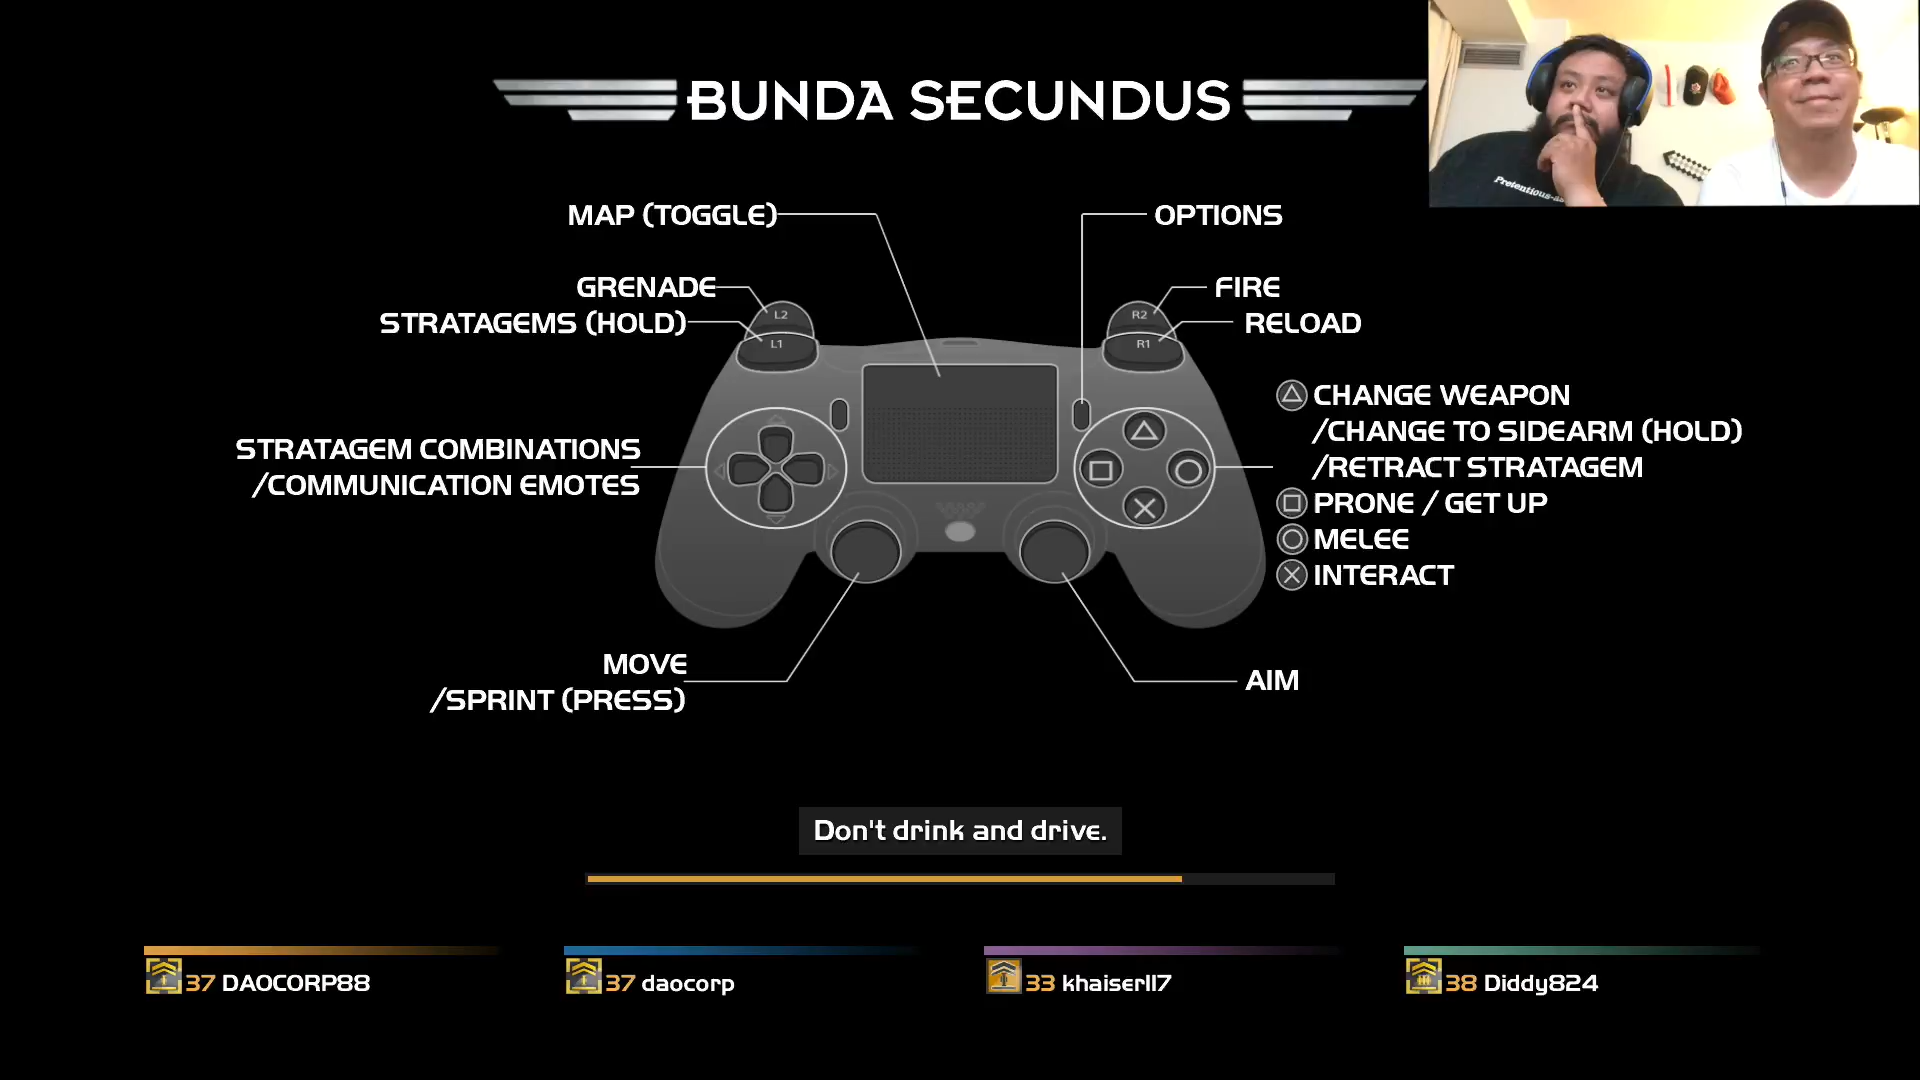 BUNDA SECUNDUS
MAP (TOGGLE)
OPTIONS
GRENADE
FIRE
STRATAGEMS (HOLD)
RELOAD
L2
R2
L1
R1
CHANGE WEAPON
/CHANGE TO SIDEARM (HOLD)
/RETRACT STRATAGEM
STRATAGEM COMBINATIONS
/COMMUNICATION EMOTES
PRONE / GET UP
MELEE
INTERACT
MOVE
/SPRINT (PRESS)
AIM
Don't drink and drive.
37 DAOCORP88
37 daocorp
33 khaiser117
38 Diddy824